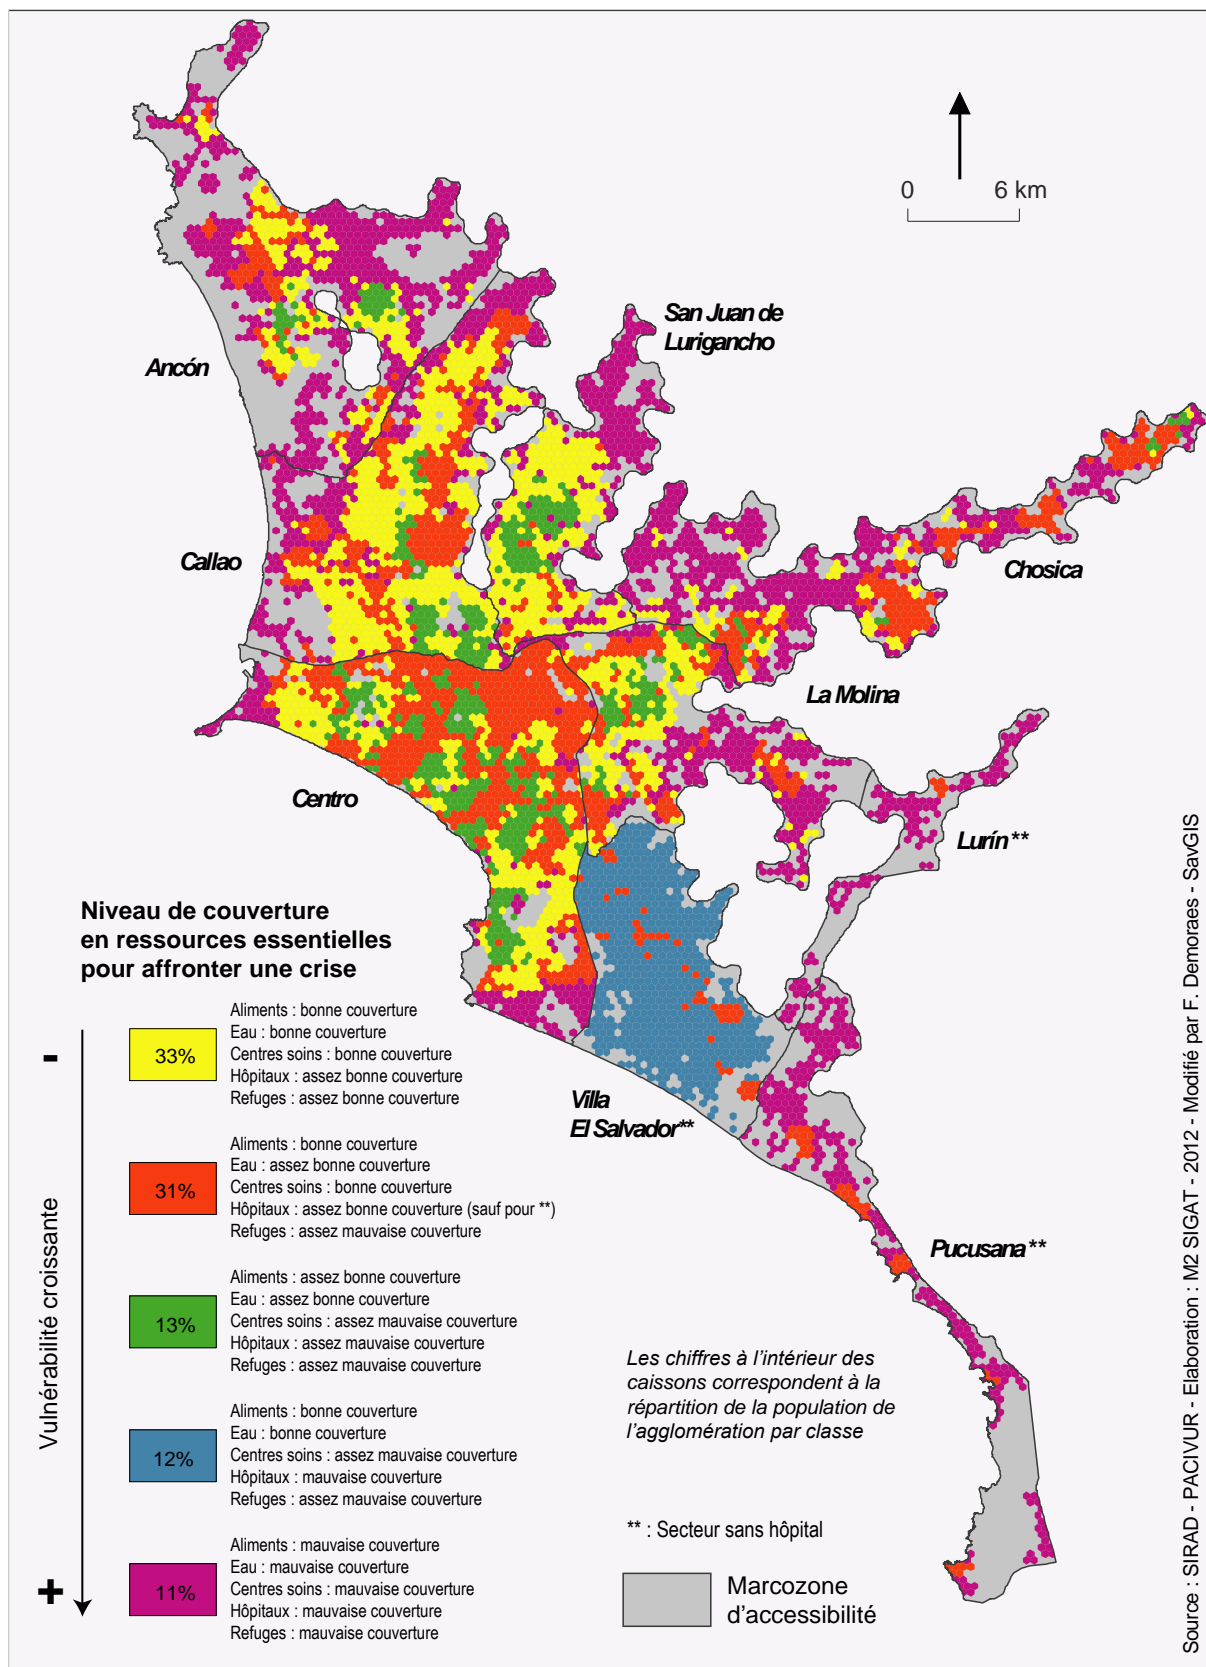 0 6 km
San Juan de
Lurigancho
Ancón
Callao
Chosica
La Molina
Centro
Lurín**
Niveau de couverture
en ressources essentielles
pour affronter une crise
-
Vulnérabilité croissante
+
33%
Aliments : bonne couverture
Eau : bonne couverture
Centres soins : bonne couverture
Hôpitaux : assez bonne couverture
Refuges : assez bonne couverture
31%
Aliments : bonne couverture
Eau : assez bonne couverture
Centres soins : bonne couverture
Hôpitaux : assez bonne couverture (sauf pour **)
Refuges : assez mauvaise couverture
13%
Aliments : assez bonne couverture
Eau : assez bonne couverture
Centres soins : assez mauvaise couverture
Hôpitaux : assez mauvaise couverture
Refuges : assez mauvaise couverture
12%
Aliments : bonne couverture
Eau : bonne couverture
Centres soins : assez mauvaise couverture
Hôpitaux : mauvaise couverture
Refuges : assez mauvaise couverture
11%
Aliments : mauvaise couverture
Eau : mauvaise couverture
Centres soins : mauvaise couverture
Hôpitaux : mauvaise couverture
Refuges : mauvaise couverture
Villa
El Salvador**
Pucusana**
Les chiffres à l'intérieur des
caissons correspondent à la
répartition de la population de
l'agglomération par classe
** : Secteur sans hôpital
Marcozone
d'accessibilité
Source : SIRAD - PACIVUR - Elaboration : M2 SIGAT - 2012 - Modifié par F. Demoraes - SavGIS